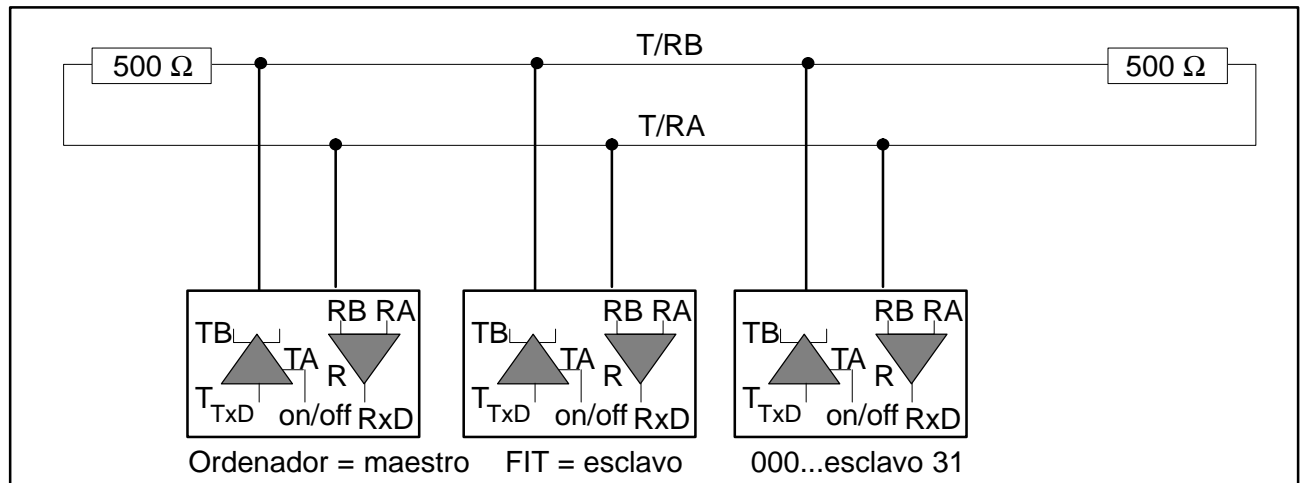 T/RB
500 Ω
500 Ω
T/RA
RB RA
TB
TA
R
T
TxD
on/off
RxD
RB RA
TB
TA
R
T
TxD
on/off
RxD
RB RA
TB
TA
R
T
TxD
on/off
RxD
Ordenador = maestro
FIT = esclavo
000...esclavo 31